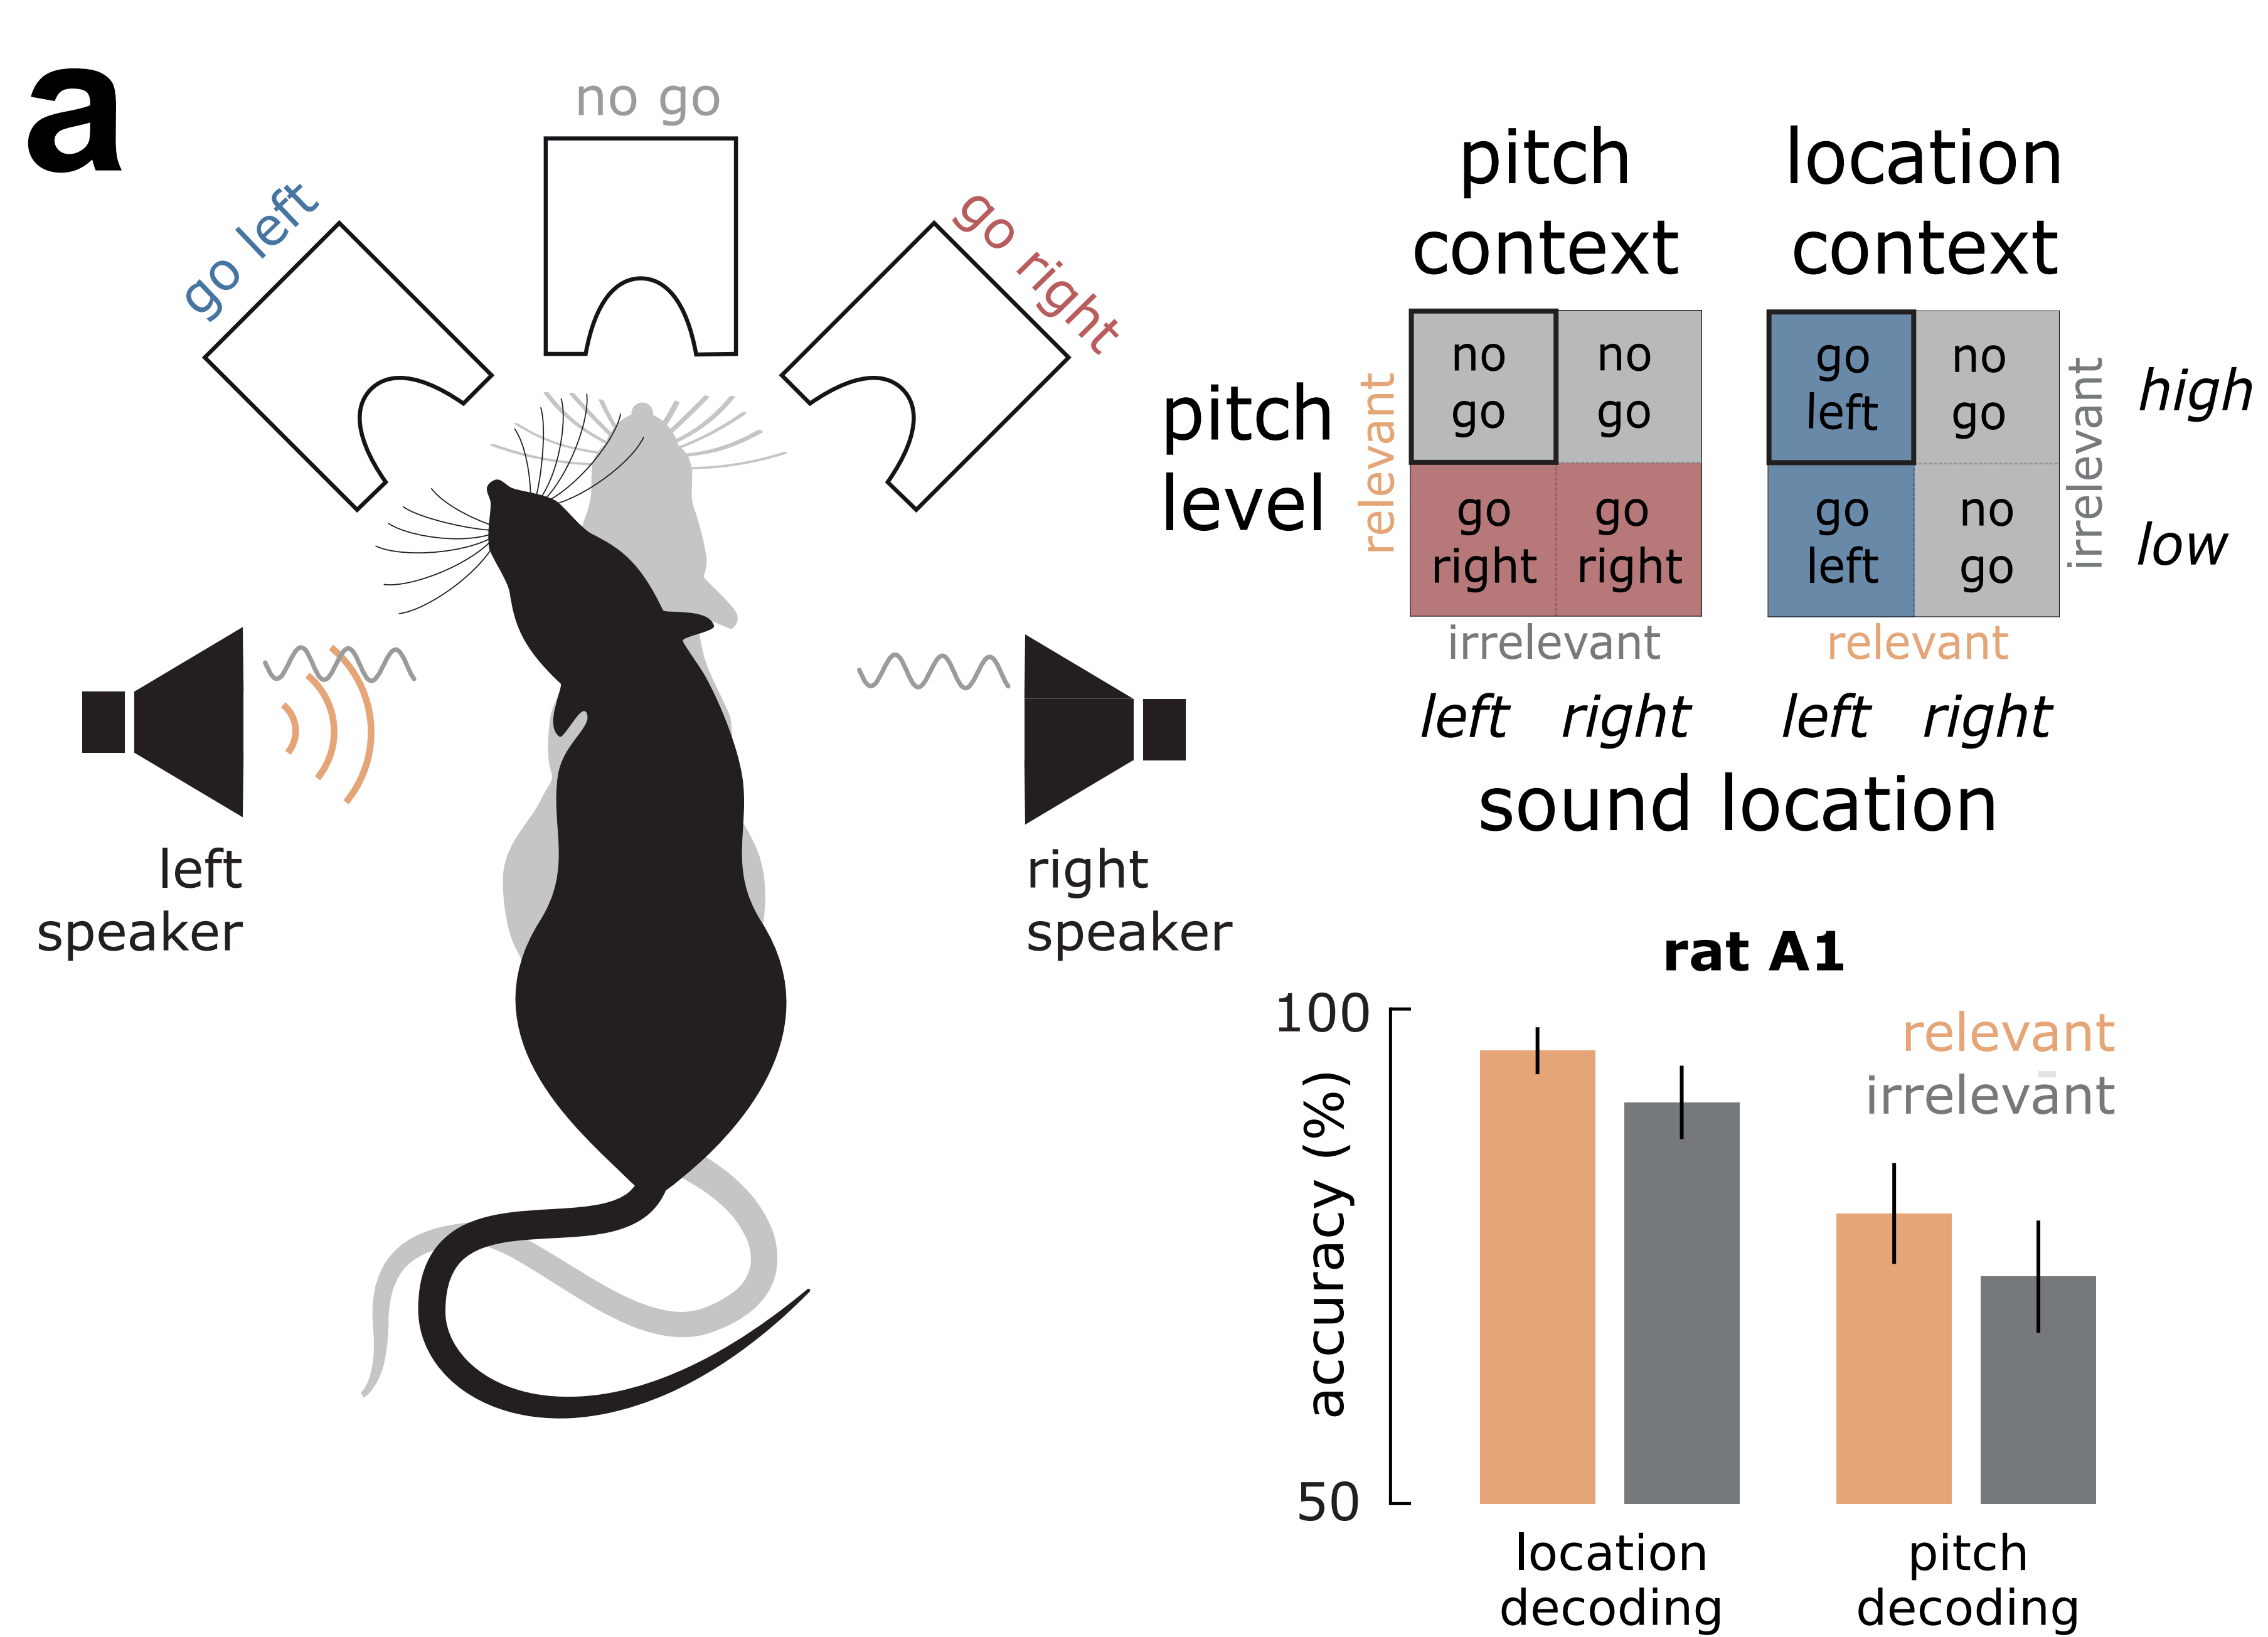 a
no go
go left
go right
left
speaker
right
speaker
pitch
context
location
context
pitch
level
relevant
no
go
no
go
go
right
go
right
go
left
no
go
go
left
no
go
irrelevant
high
low
irrelevant
relevant
left right
left right
sound location
rat A1
100
50
accuracy (%)
relevant
irrelevant
location
decoding
pitch
decoding